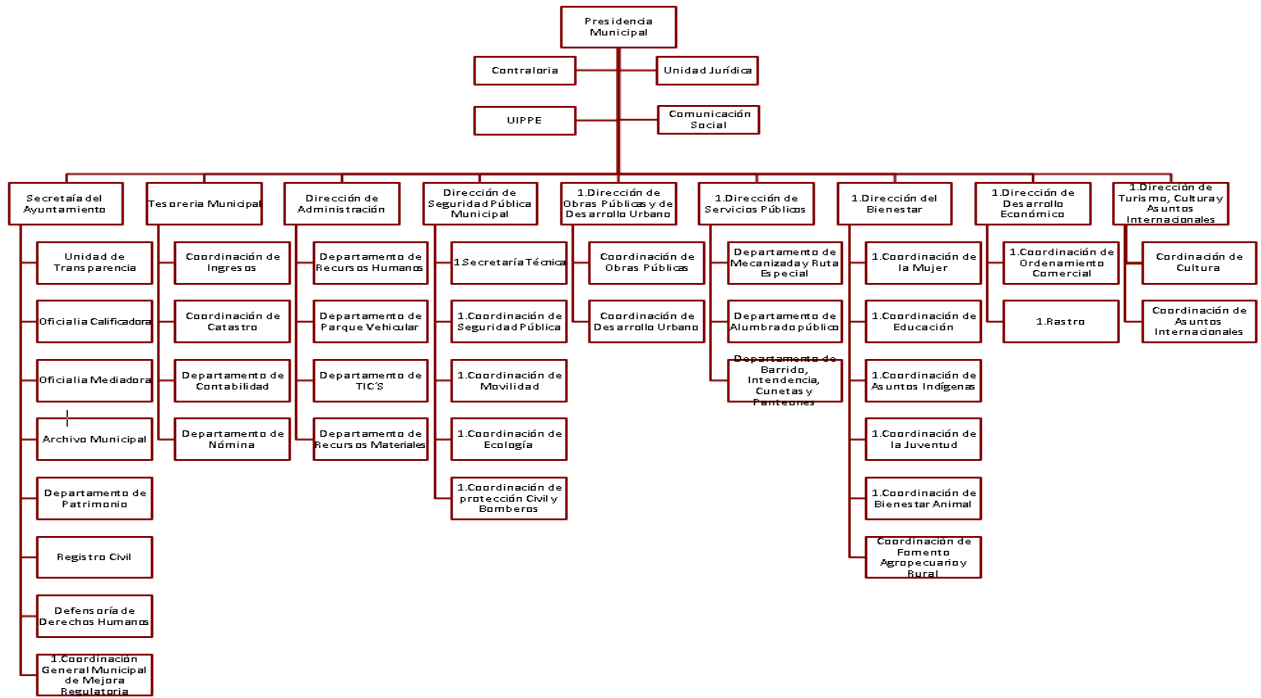 Presidencia
Municipal
Contraloria
Unidad Jurídica
UIPPE
Comunicación
Social
Secretaía del
Ayuntamiento
Unidad de
Transparencia
Oficialia Calificadora
Oficialia Mediadora
Archivo Municipal
Departamento de
Patrimonio
Registro Civil
Defensoría de
Derechos Humanos
1.Coordinación
General Municipal
de Mejora
Regulatoria
Tesoreria Municipal
Coordinación de
Ingresos
Coordinación de
Catastro
Departamento de
Contabilidad
Departamento de
Nómina
Dirección de
Administración
Departamento de
Recursos Humanos
Departamento de
Parque Vehicular
Departamento de
TIC´S
Departamento de
Recursos Materiales
Dirección de
Seguridad Pública
Municipal
1.Secretaría Técnica
1.Coordinación de
Seguridad Pública
1.Coordinación de
Movilidad
1.Coordinación de
Ecología
1.Coordinación de
protección Civil y
Bomberos
1.Dirección de
Obras Públicas y de
Desarrollo Urbano
Coordinación de
Obras Públicas
Coordinación de
Desarrollo Urbano
1.Dirección de
Servicios Públicos
Departamento de
Mecanizada y Ruta
Especial
Departamento de
Alumbrado público
Departamento de
Barrido,
Intendencia,
Cunetas y
Panteones
1.Dirección del
Bienestar
1.Coordinación de
la Mujer
1.Coordinación de
Educación
1.Coordinación de
Asuntos Indígenas
1.Coordinación de
la Juventud
1.Coordinación de
Bienestar Animal
Coordinación de
Fomento
Agropecuario y
Rural
1.Dirección de
Desarrollo
Económico
1.Coordinación de
Ordenamiento
Comercial
1.Rastro
1.Dirección de
Turismo, Cultura y
Asuntos
Internacionales
Cordinación de
Cultura
Coordinación de
Asuntos
Internacionales